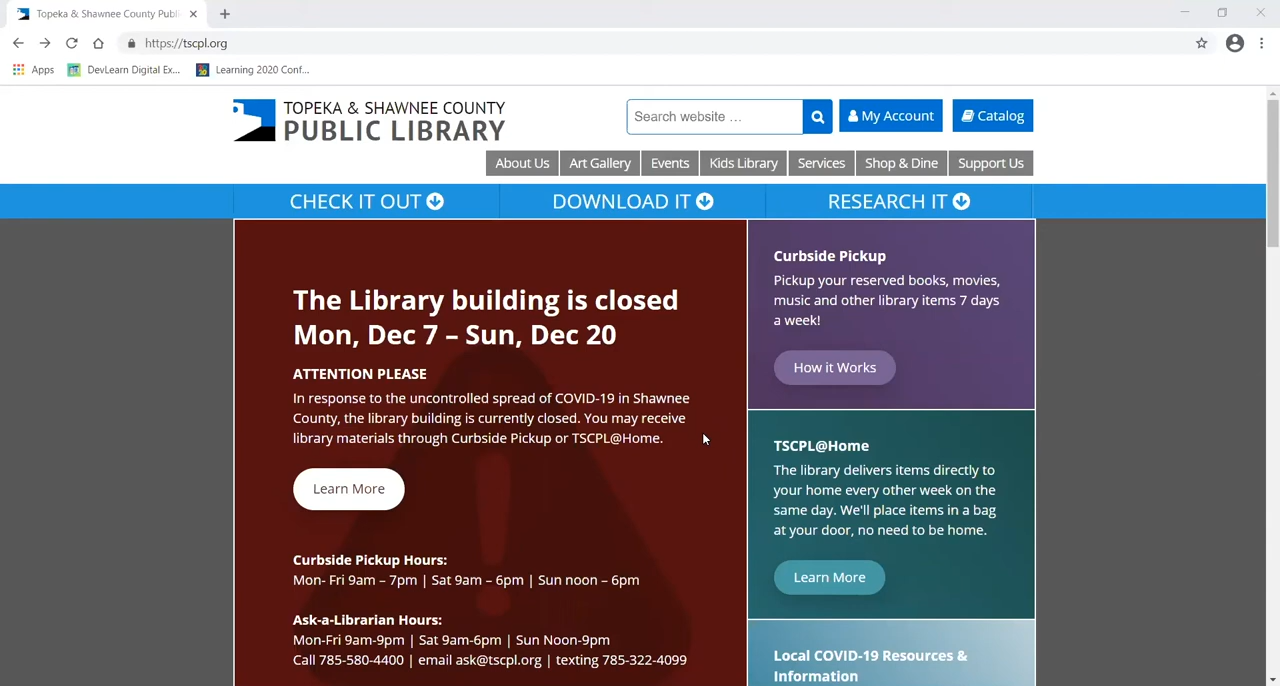 Topeka & Shawnee County Publi
https://tscpl.org
Apps
DevLearn Digital Ex...
Learning 2020 Conf...
TOPEKA & SHAWNEE COUNTY
PUBLIC LIBRARY
Search website ...
My Account
Catalog
About Us
Art Gallery
Events
Kids Library
Services
Shop & Dine
Support Us
CHECK IT OUT
DOWNLOAD IT
RESEARCH IT
The Library building is closed
Mon, Dec 7 – Sun, Dec 20
ATTENTION PLEASE
In response to the uncontrolled spread of COVID-19 in Shawnee
County, the library building is currently closed. You may receive
library materials through Curbside Pickup or TSCPL@Home.
Learn More
Curbside Pickup Hours:
Mon- Fri 9am – 7pm | Sat 9am – 6pm | Sun noon – 6pm
Ask-a-Librarian Hours:
Mon-Fri 9am-9pm | Sat 9am-6pm | Sun Noon-9pm
Call 785-580-4400 | email ask@tscpl.org | texting 785-322-4099
Curbside Pickup
Pickup your reserved books, movies,
music and other library items 7 days
a week!
How it Works
TSCPL@Home
The library delivers items directly to
your home every other week on the
same day. We'll place items in a bag
at your door, no need to be home.
Learn More
Local COVID-19 Resources &
Information